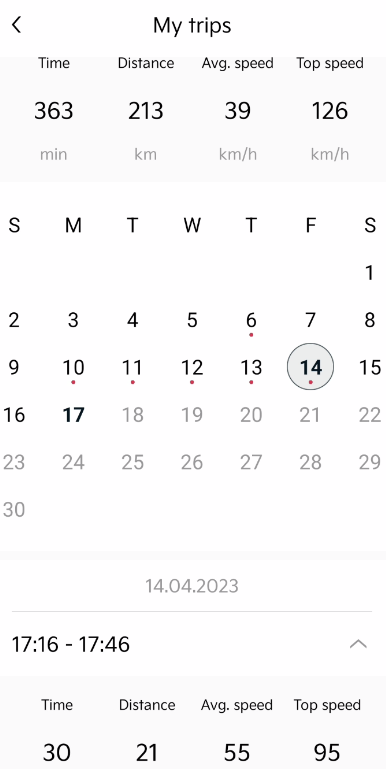 My trips
Time Distance Avg. speed Top speed
363 213 39 126
min km km/h km/h
S M T W T F S
1
2 3 4 5 6 7 8
9 10 11 12 13 14 15
16 17 18 19 20 21 22
23 24 25 26 27 28 29
30
14.04.2023
17:16 - 17:46
Time Distance Avg. speed Top speed
30 21 55 95